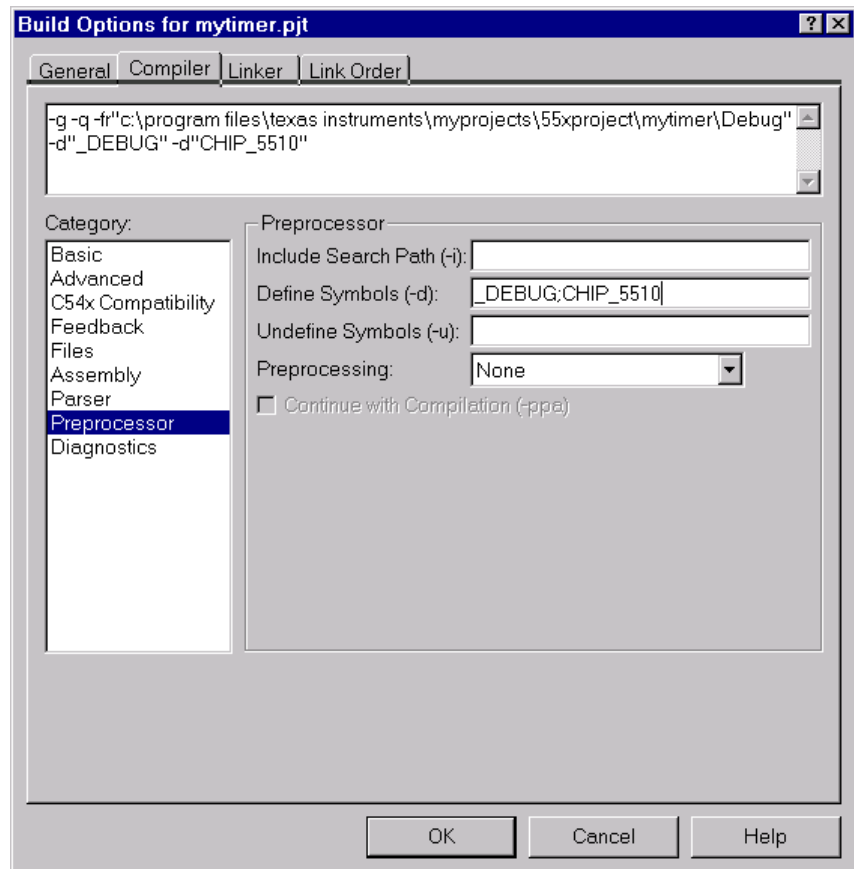 Build Options for mytimer.pjt
General Compiler Linker Link Order
-g -q -fr"c:\program files\texas instruments\myprojects\55xproject\mytimer\Debug"
-d"_DEBUG" -d"CHIP_5510"
Category:
Basic
Advanced
C54x Compatibility
Feedback
Files
Assembly
Parser
Preprocessor
Diagnostics
Preprocessor
Include Search Path (-i):
Define Symbols (-d): _DEBUG;CHIP_5510
Undefine Symbols (-u):
Preprocessing: None
Continue with Compilation (-ppa)
OK Cancel Help